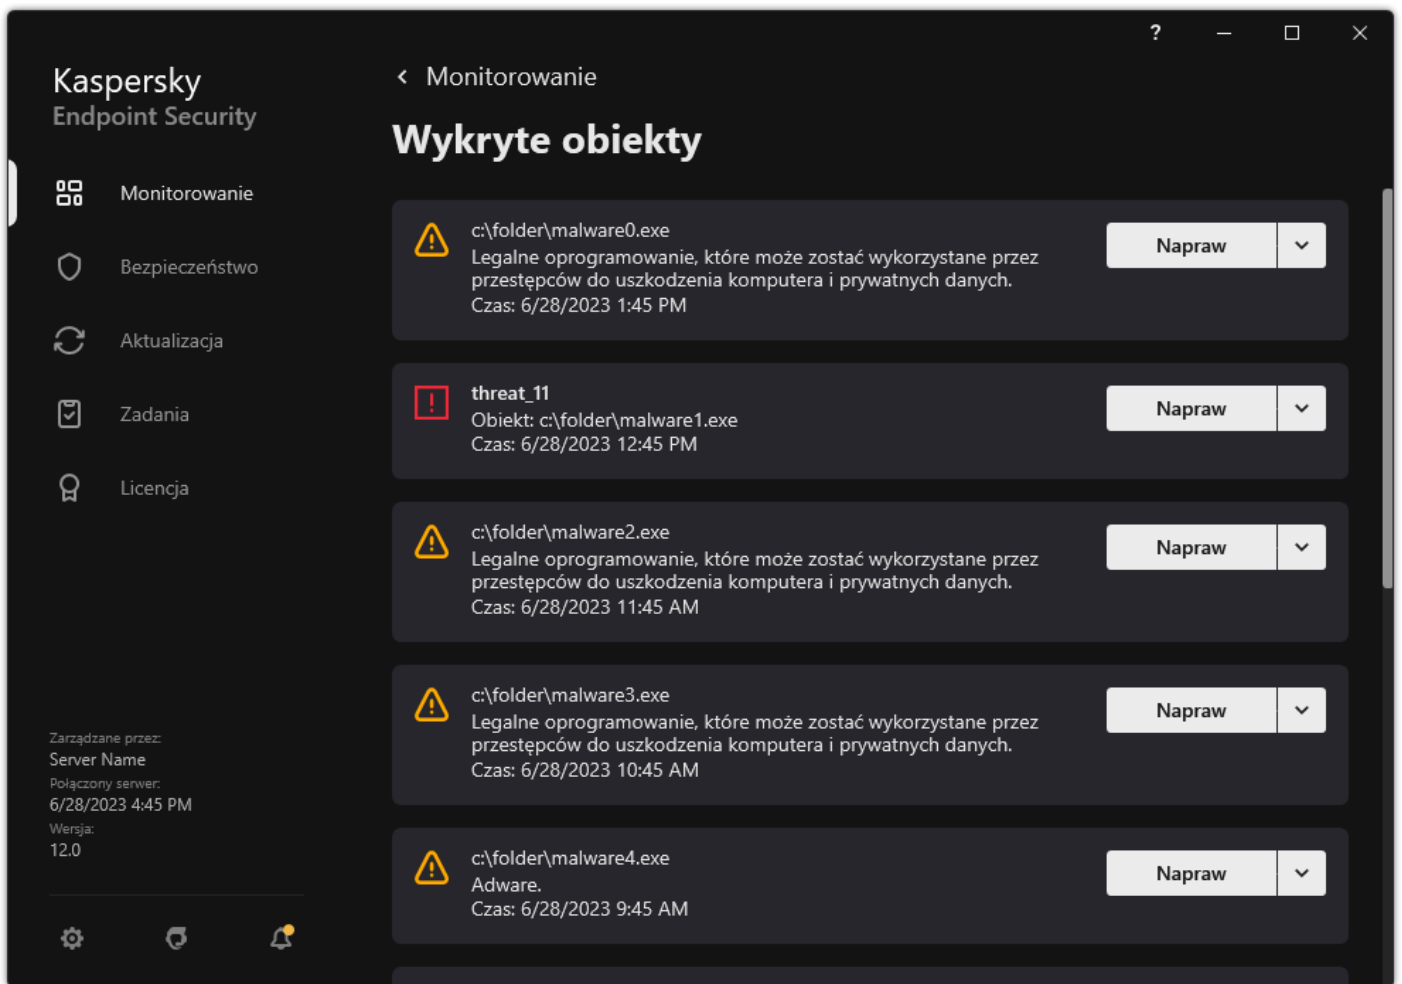 ?
Kaspersky
Endpoint Security
Monitorowanie
Bezpieczeństwo
Aktualizacja
Zadania
Licencja
Zarządzane przez:
Server Name
Połączony serwer:
6/28/2023 4:45 PM
Wersja:
12.0
Monitorowanie
Wykryte obiekty
c:\folder\malware0.exe
Legalne oprogramowanie, które może zostać wykorzystane przez
przestępców do uszkodzenia komputera i prywatnych danych.
Czas: 6/28/2023 1:45 PM
Napraw
threat_11
Obiekt: c:\folder\malware1.exe
Czas: 6/28/2023 12:45 PM
Napraw
c:\folder\malware2.exe
Legalne oprogramowanie, które może zostać wykorzystane przez
przestępców do uszkodzenia komputera i prywatnych danych.
Czas: 6/28/2023 11:45 AM
Napraw
c:\folder\malware3.exe
Legalne oprogramowanie, które może zostać wykorzystane przez
przestępców do uszkodzenia komputera i prywatnych danych.
Czas: 6/28/2023 10:45 AM
Napraw
c:\folder\malware4.exe
Adware.
Czas: 6/28/2023 9:45 AM
Napraw